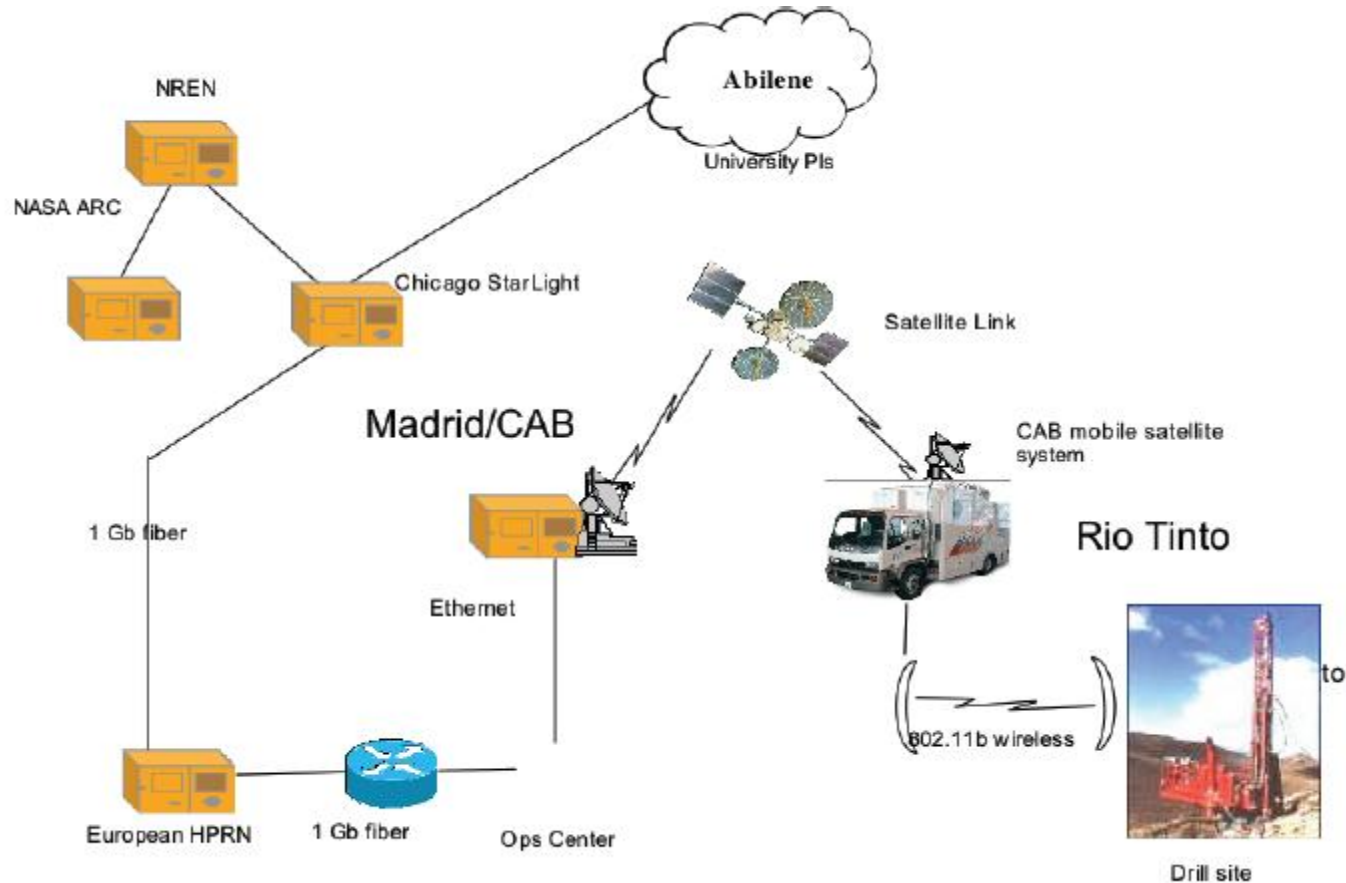 NREN
Abilene
University PIs
NASA ARC
Chicago StarLight
Satellite Link
Madrid/CAB
CAB mobile satellite
system
1 Gb fiber
Rio Tinto
Ethernet
to
802.11b wireless
European HPRN
1 Gb fiber
Ops Center
Drill site